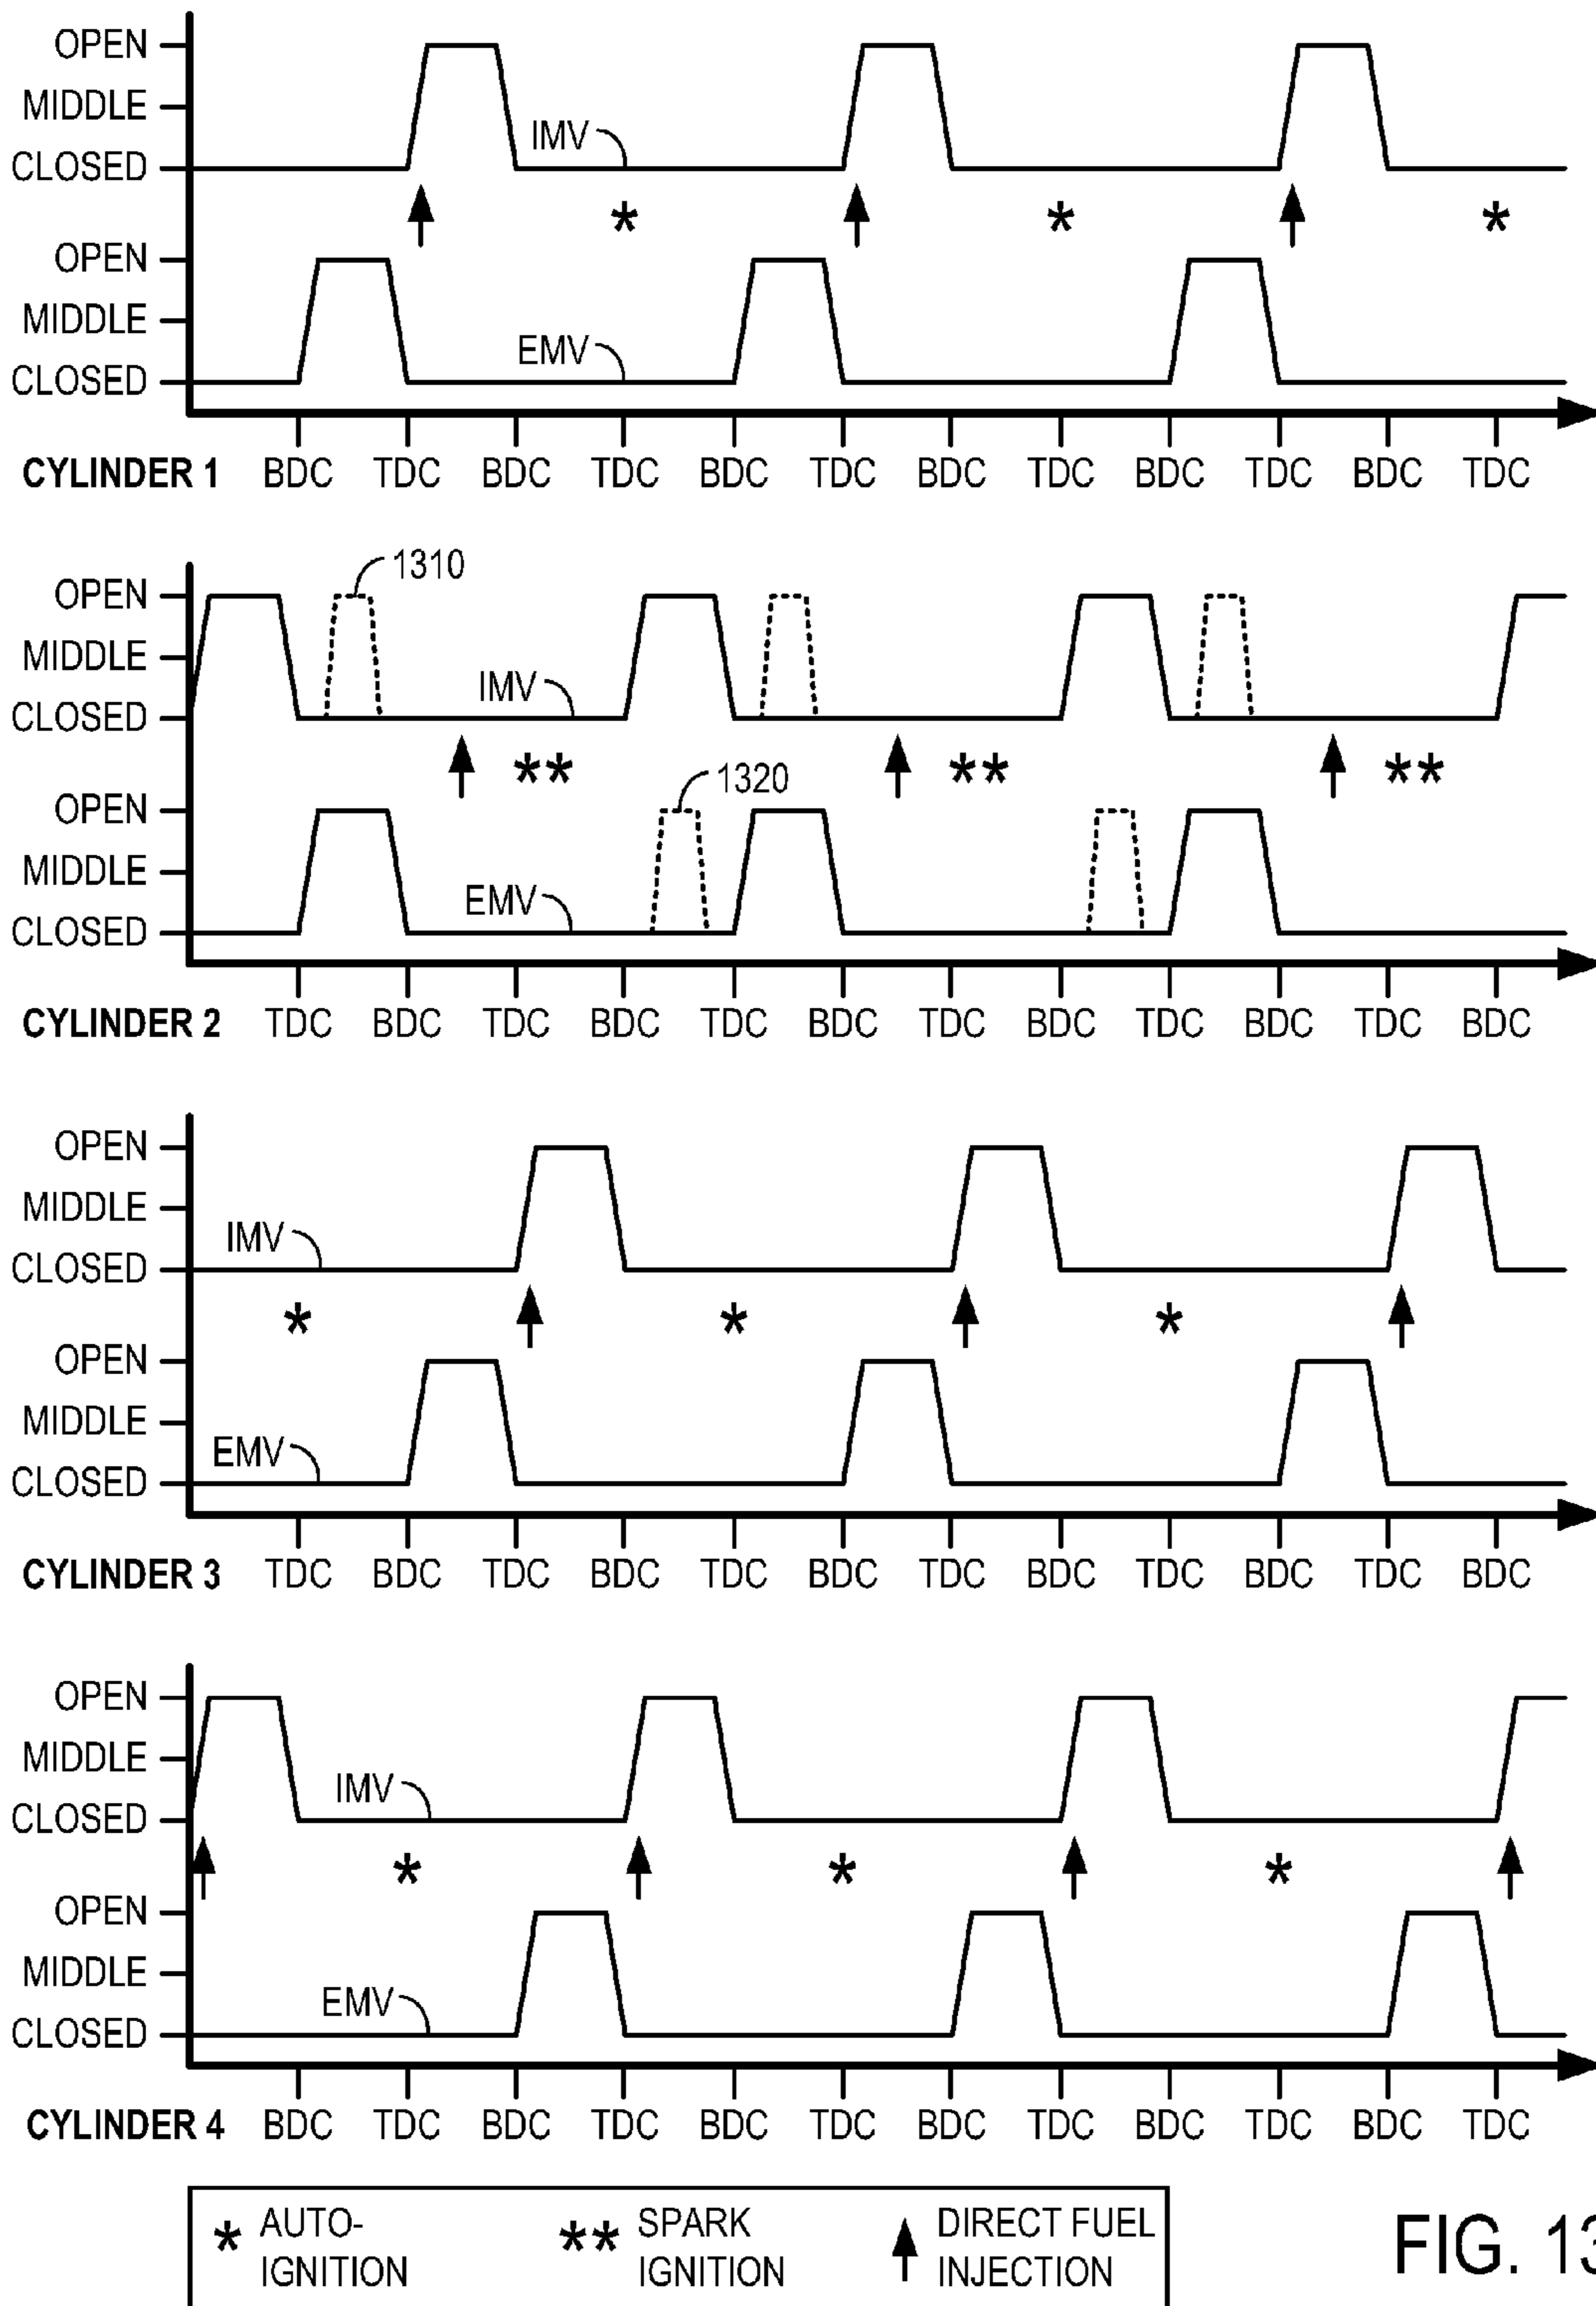 OPEN
MIDDLE
CLOSED
IMV
*
*
*
OPEN
MIDDLE
CLOSED
EMV
CYLINDER 1 BDC TDC BDC TDC BDC TDC BDC TDC BDC TDC BDC TDC
1310
OPEN
MIDDLE
CLOSED
IMV
**
**
**
1320
OPEN
MIDDLE
CLOSED
EMV
CYLINDER 2 TDC BDC TDC BDC TDC BDC TDC BDC TDC BDC TDC BDC
OPEN
MIDDLE
CLOSED
IMV
*
*
*
OPEN
MIDDLE
CLOSED
EMV
CYLINDER 3 TDC BDC TDC BDC TDC BDC TDC BDC TDC BDC TDC BDC
OPEN
MIDDLE
CLOSED
IMV
*
*
*
OPEN
MIDDLE
CLOSED
EMV
CYLINDER 4 BDC TDC BDC TDC BDC TDC BDC TDC BDC TDC BDC TDC
* AUTO-
IGNITION
** SPARK
IGNITION
DIRECT FUEL
INJECTION
FIG. 13